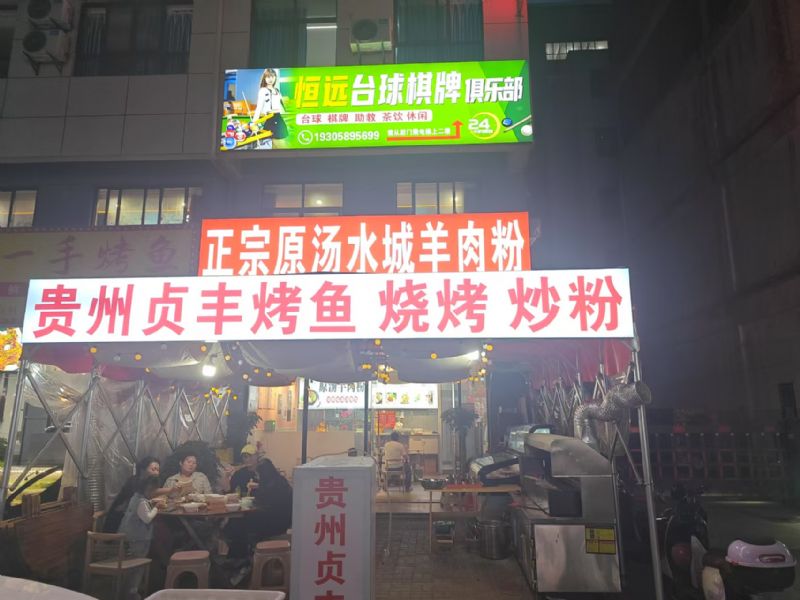 恒远台球棋牌俱乐部
台球 棋牌 助教 茶饮 休闲
19305895699
24
正宗原汤水城羊肉粉
一手烤鱼
贵州贞丰烤鱼 烧烤 炒粉
贵州贞